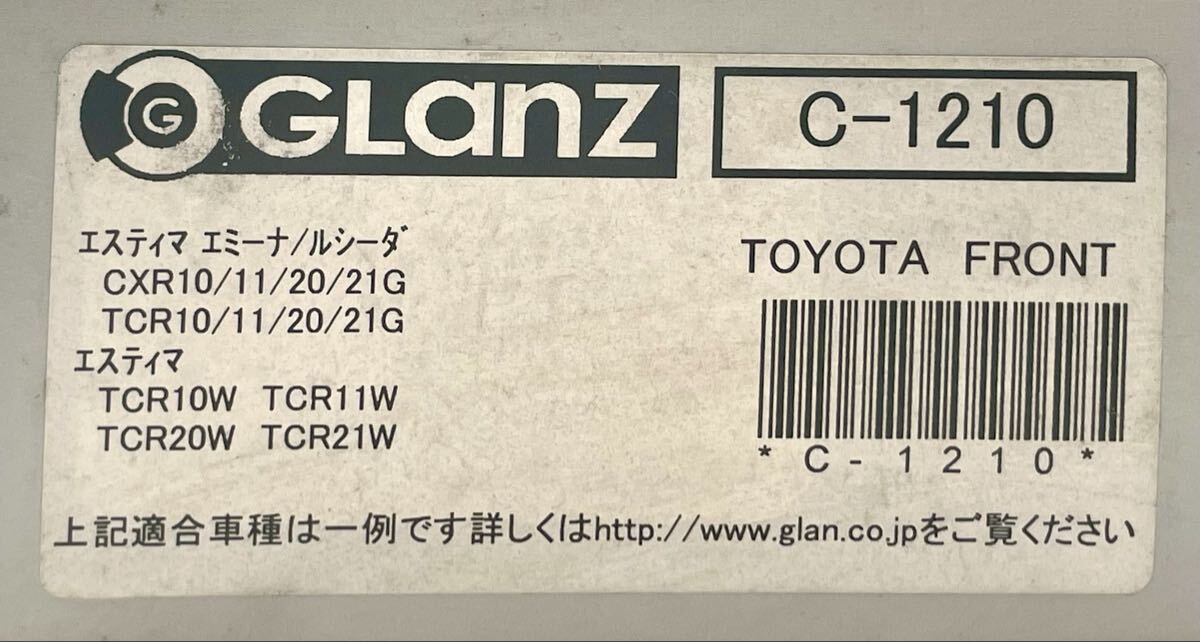 G GLanz
C-1210
エスティマ エミーナ/ルシーダ
CXR10/11/20/21G
TCR10/11/20/21G
エスティマ
TCR10W TCR11W
TCR20W TCR21W
TOYOTA FRONT
*C-1210*
上記適合車種は一例です詳しくはhttp://www.glan.co.jpをご覧ください